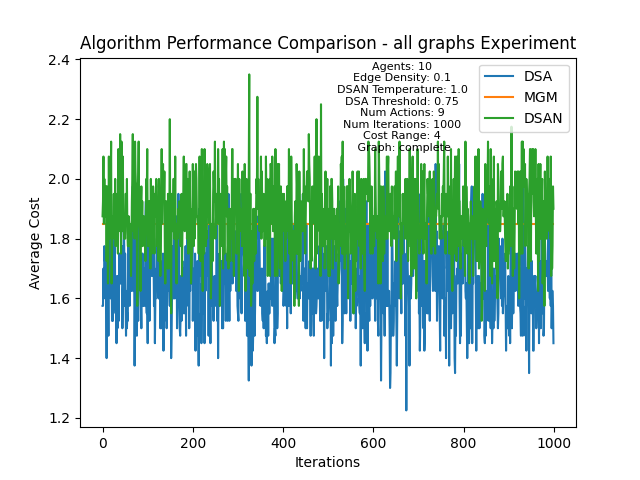 Algorithm Performance Comparison - all graphs Experiment
Agents: 10
Edge Density: 0.1
DSAN Temperature: 1.0
DSA Threshold: 0.75
Num Actions: 9
Num Iterations: 1000
Cost Range: 4
Graph: complete
DSA
MGM
DSAN
Average Cost
2.4
2.2
2.0
1.8
1.6
1.4
1.2
0
200
400
600
800
1000
Iterations